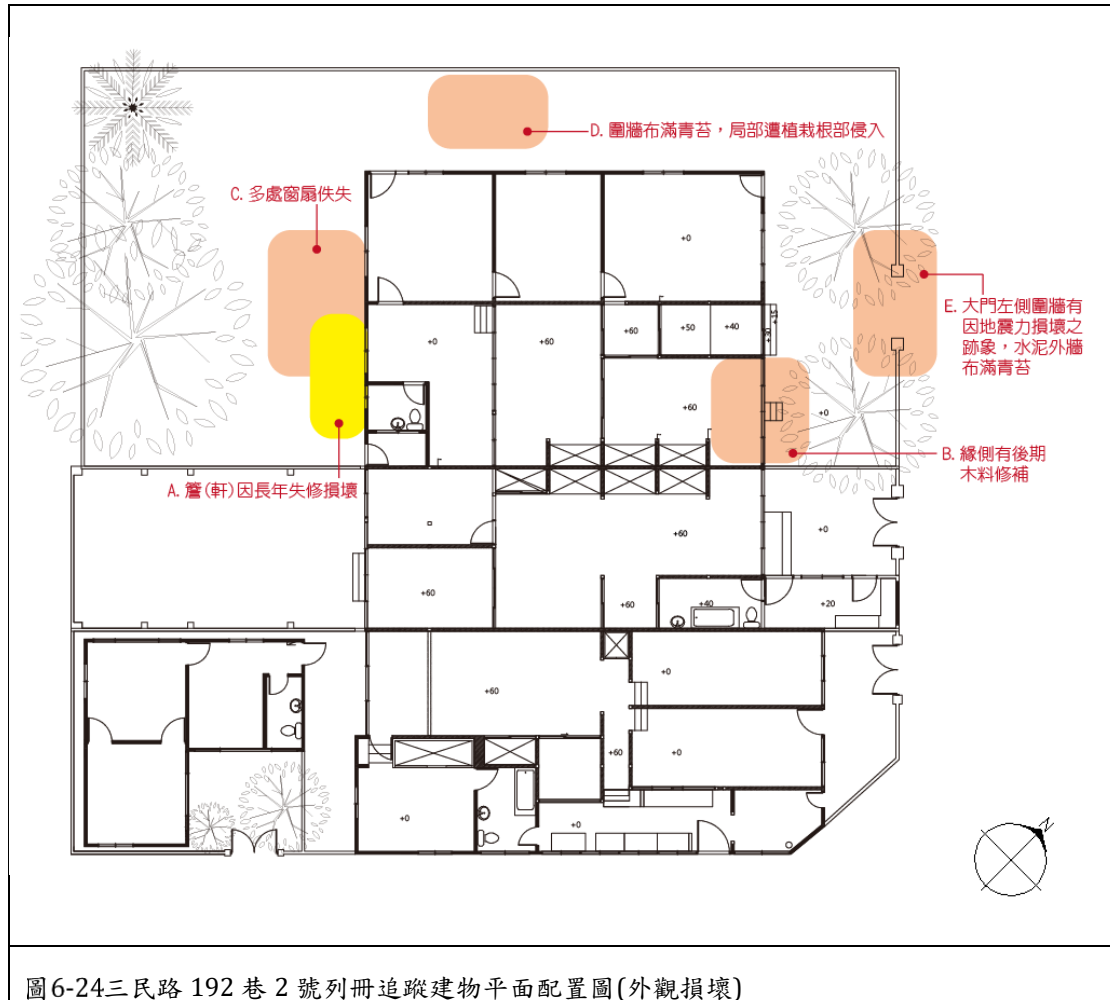 D. 圍牆布滿青苔，局部遭植栽根部侵入
C. 多處窗扇佚失
+0
E. 大門左側圍牆有
因地震力損壞之
跡象，水泥外牆
布滿青苔
+0
+60
+60
+50
+40
+30
+15
+60
+0
B. 緣側有後期
木料修補
A. 簷(軒)因長年失修損壞
+60
+0
+60
+60
+40
+20
+60
+0
+0
+60
+0
+0
N
圖6-24三民路 192 巷 2 號列冊追蹤建物平面配置圖(外觀損壞)